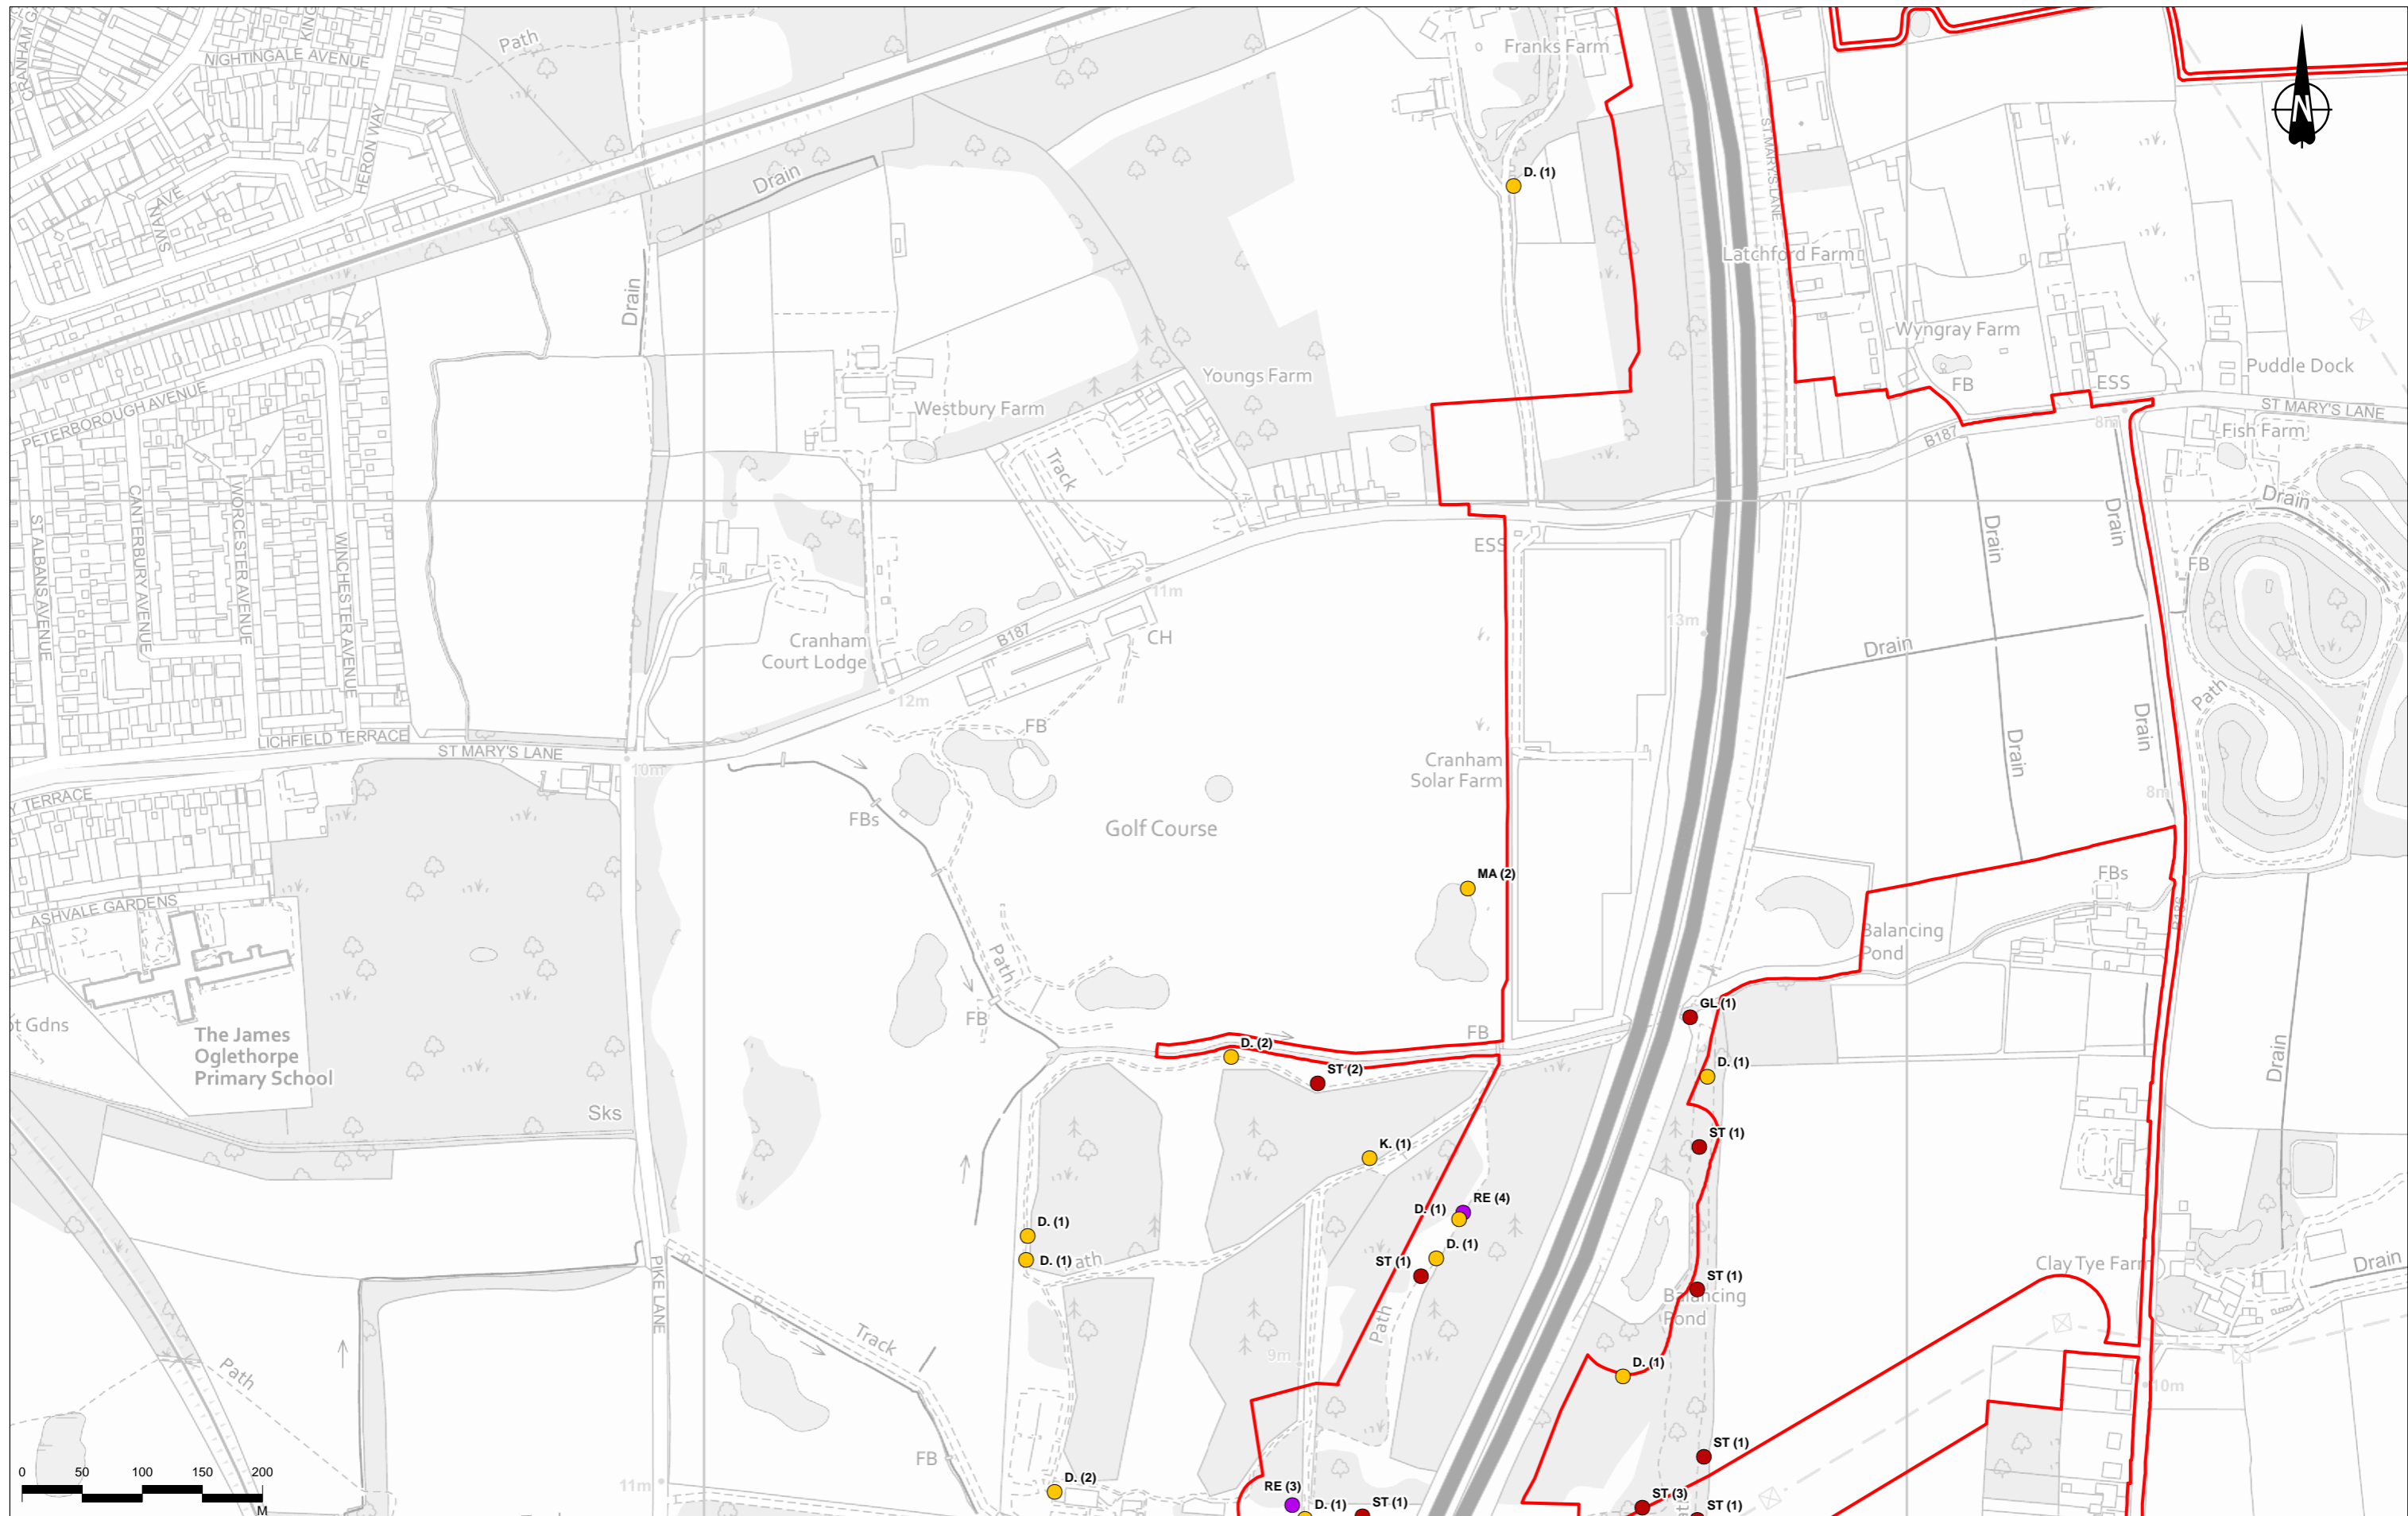 Path
NIGHTINGALE AVENUE
CRANHAM
KING
HERON WAY
SWAN AVE
Franks Farm
N
D. (1)
Drain
Drain
ST MARY'S LANE
Latchford Farm
Wyngray Farm
FB
ESS
Puddle Dock
ST MARY'S LANE
8m
Fish Farm
B187
PETERBOROUGH AVENUE
Westbury Farm
Youngs Farm
Track
ST ALBANS AVENUE
CANTERBURY AVENUE
WORCESTER AVENUE
WINCHESTER AVENUE
Drain
Drain
Drain
FB
ESS
11m
13m
B187
CH
Cranham
Court Lodge
12m
Drain
Path
FB
LICHFIELD TERRACE
ST MARY'S LANE
10m
Drain
Drain
Cranham
Solar Farm
Y TERRACE
FBs
Golf Course
8m
MA (2)
FBs
ASHVALE GARDENS
Balancing
Pond
Path
GL (1)
ot Gdns
FB
FB
The James
Oglethorpe
Primary School
D. (2)
ST (2)
D. (1)
Drain
Sks
K. (1)
ST (1)
RE (4)
D. (1)
D. (1)
D. (1)
D. (1)
Path
ST (1)
ST (1)
Clay Tye Farm
Drain
PIKE LANE
Balancing
Pond
Path
Track
9m
D. (1)
10m
Path
FB
ST (1)
0 50 100 150 200
M
11m
D. (2)
RE (3)
D. (1)
ST (1)
ST (3)
ST (1)